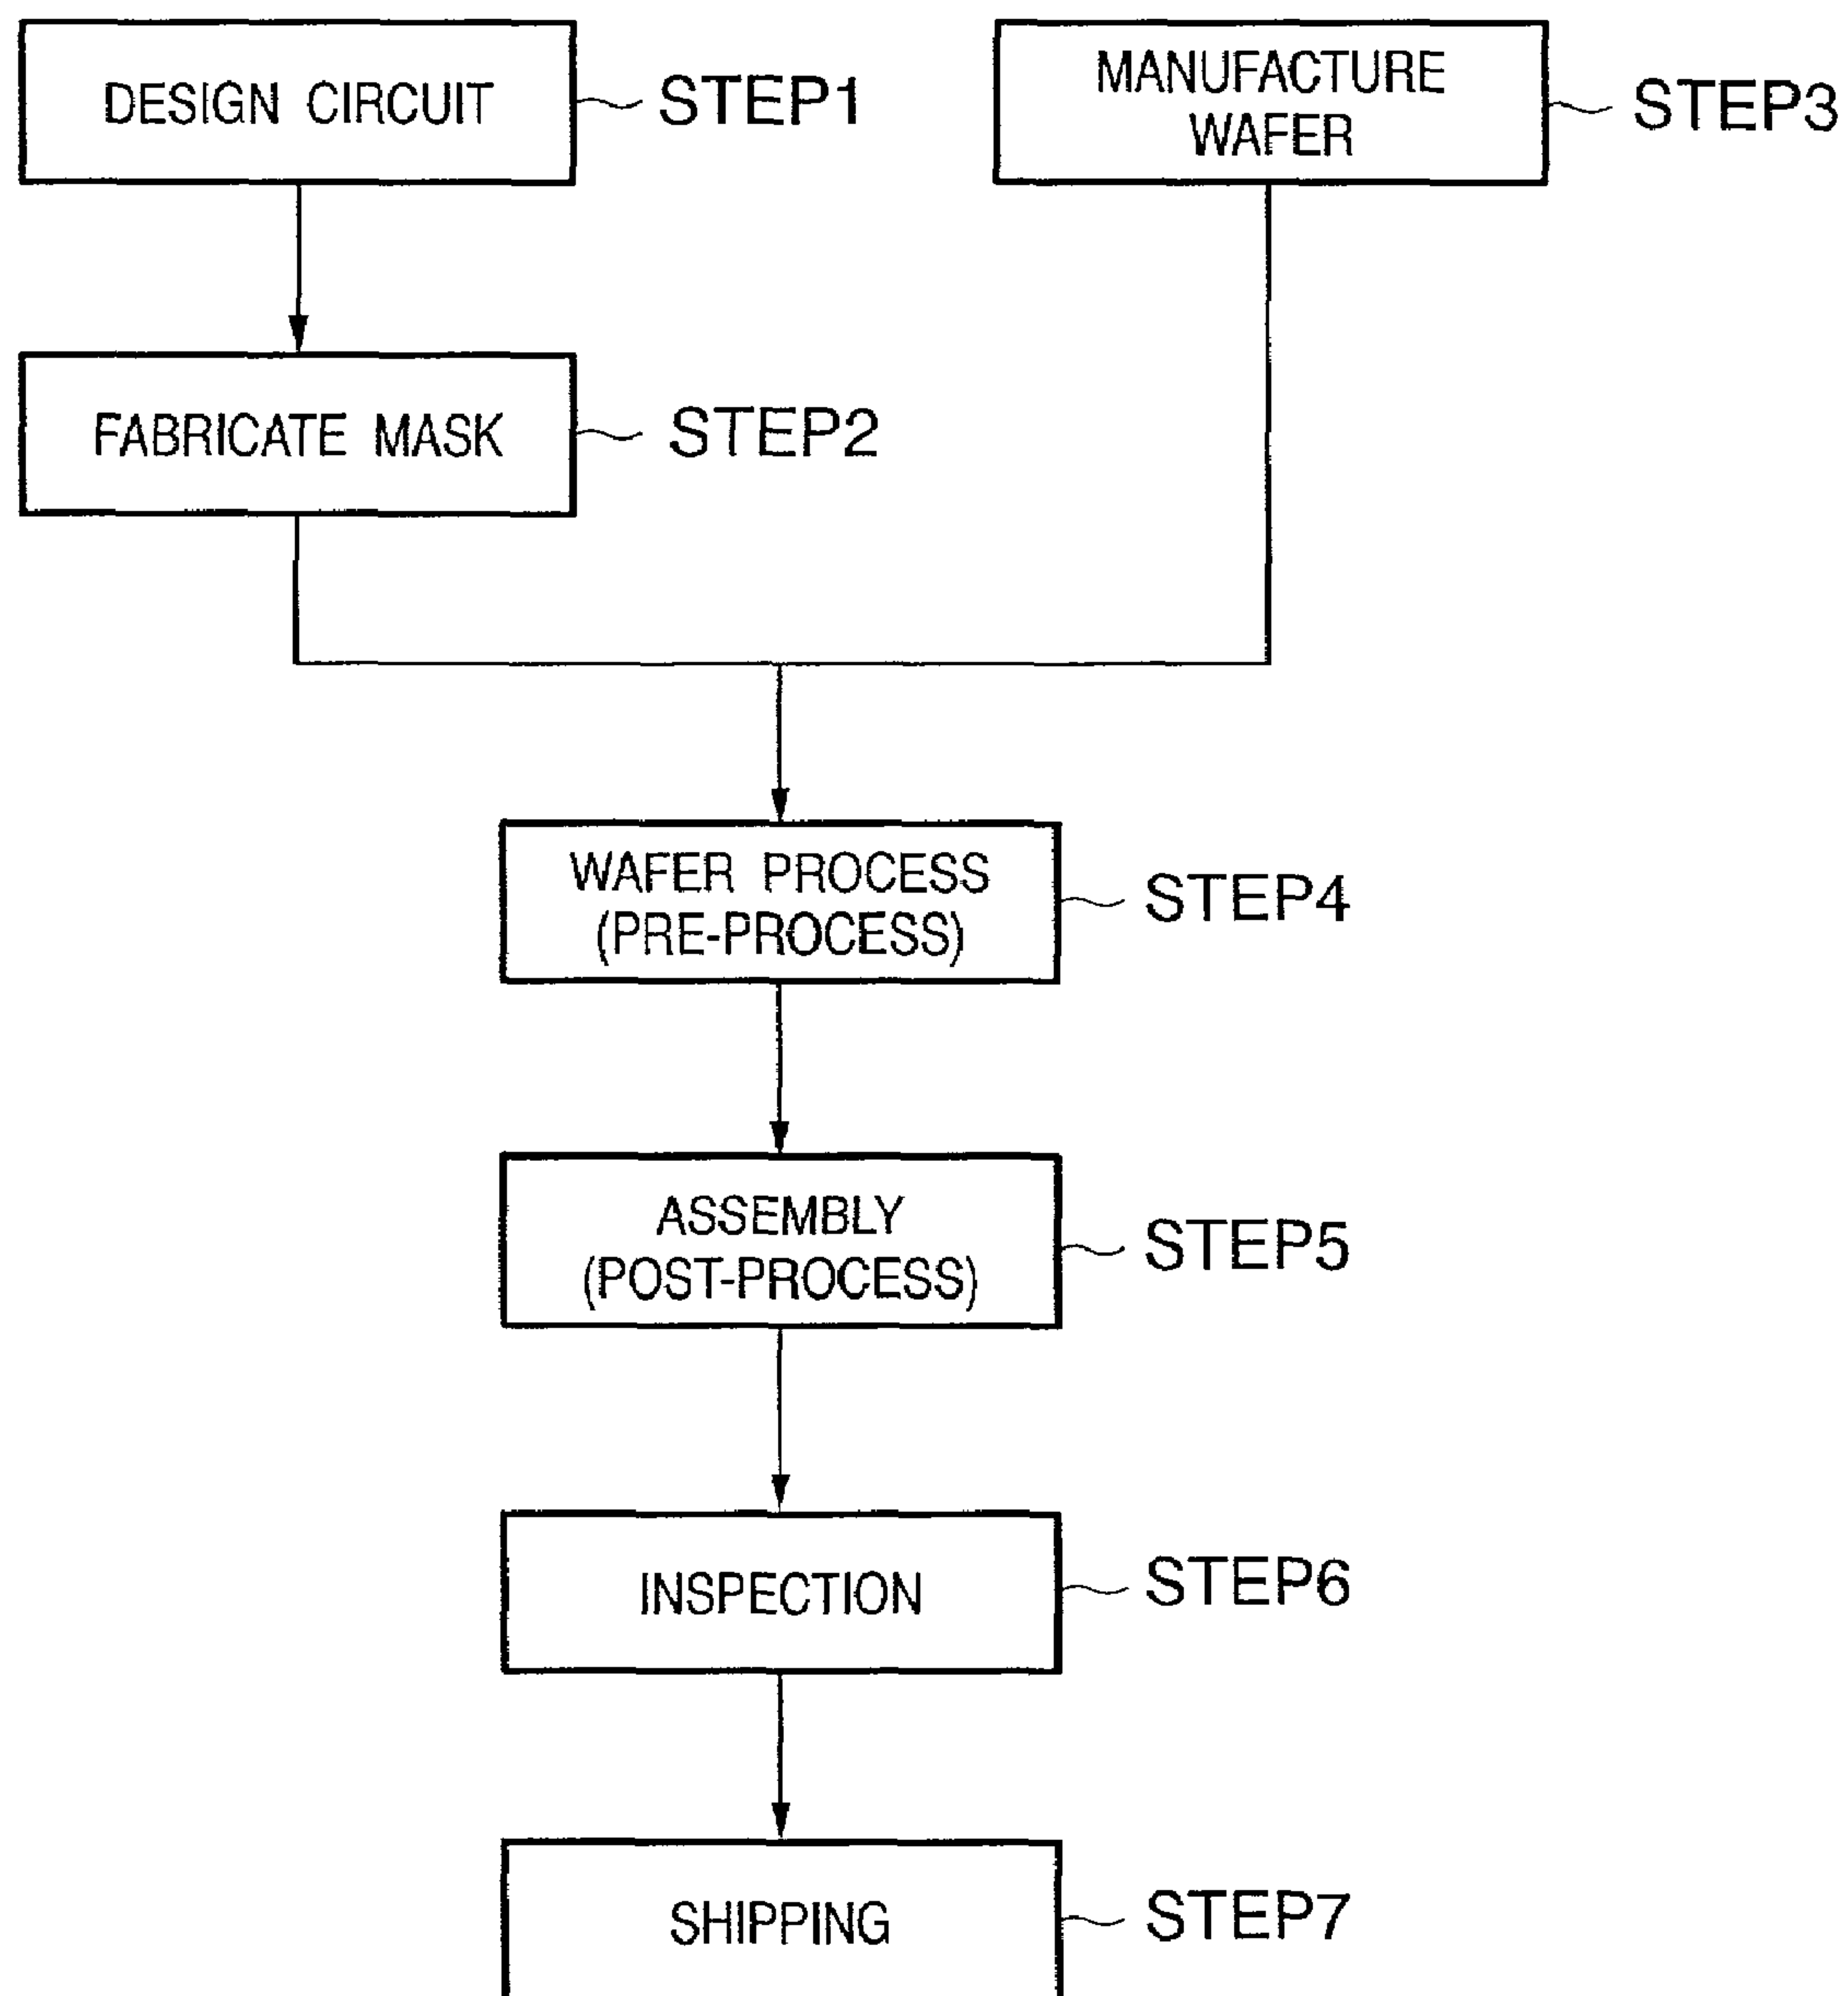 DESIGN CIRCUIT
STEP1
MANUFACTURE
WAFER
STEP3
FABRICATE MASK
STEP2
WAFER PROCESS
(PRE-PROCESS)
STEP4
ASSEMBLY
(POST-PROCESS)
STEP5
INSPECTION
STEP6
SHIPPING
STEP7